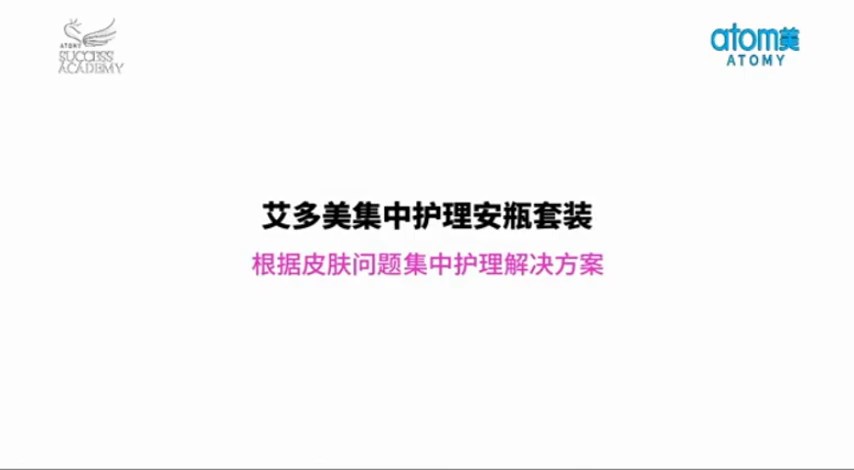 ATOMY
SUCCESS
ACADEMY
atom美
ATOMY
艾多美集中护理安瓶套装
根据皮肤问题集中护理解决方案